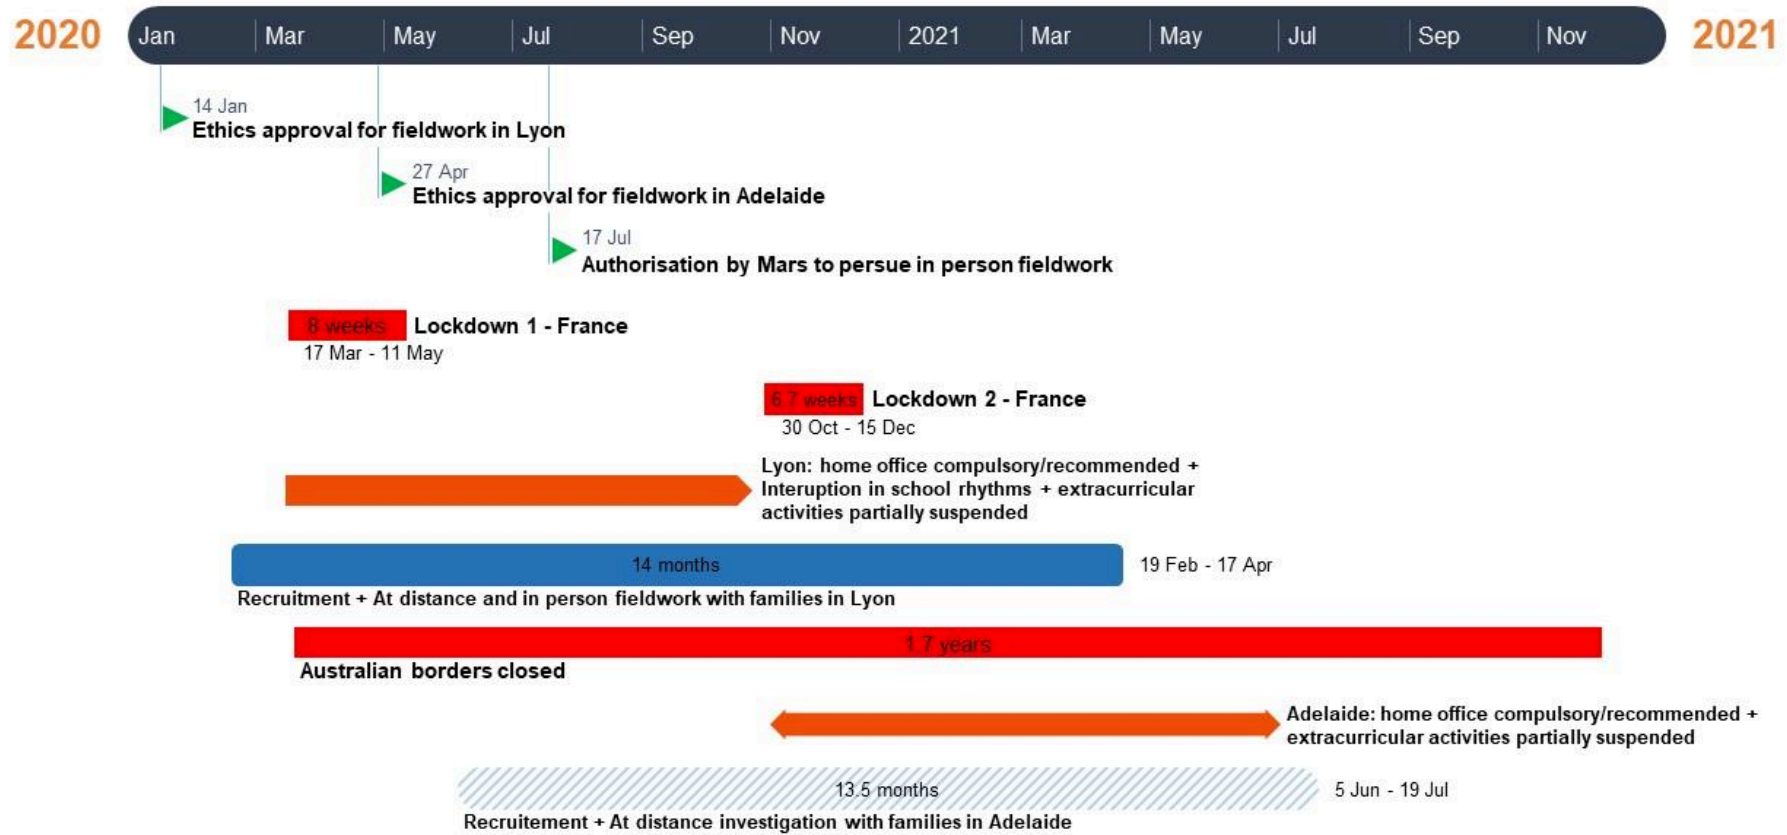 2020 Jan Mar May Jul Sep Nov 2021 Mar May Jul Sep Nov 2021
14 Jan
Ethics approval for fieldwork in Lyon
27 Apr
Ethics approval for fieldwork in Adelaide
17 Jul
Authorisation by Mars to persue in person fieldwork
8 weeks Lockdown 1 - France
17 Mar - 11 May
6.7 weeks Lockdown 2 - France
30 Oct - 15 Dec
Lyon: home office compulsory/recommended +
Interuption in school rhythms + extracurricular
activities partially suspended
14 months 19 Feb - 17 Apr
Recruitment + At distance and in person fieldwork with families in Lyon
1.7 years
Australian borders closed
Adelaide: home office compulsory/recommended +
extracurricular activities partially suspended
13.5 months 5 Jun - 19 Jul
Recruitement + At distance investigation with families in Adelaide